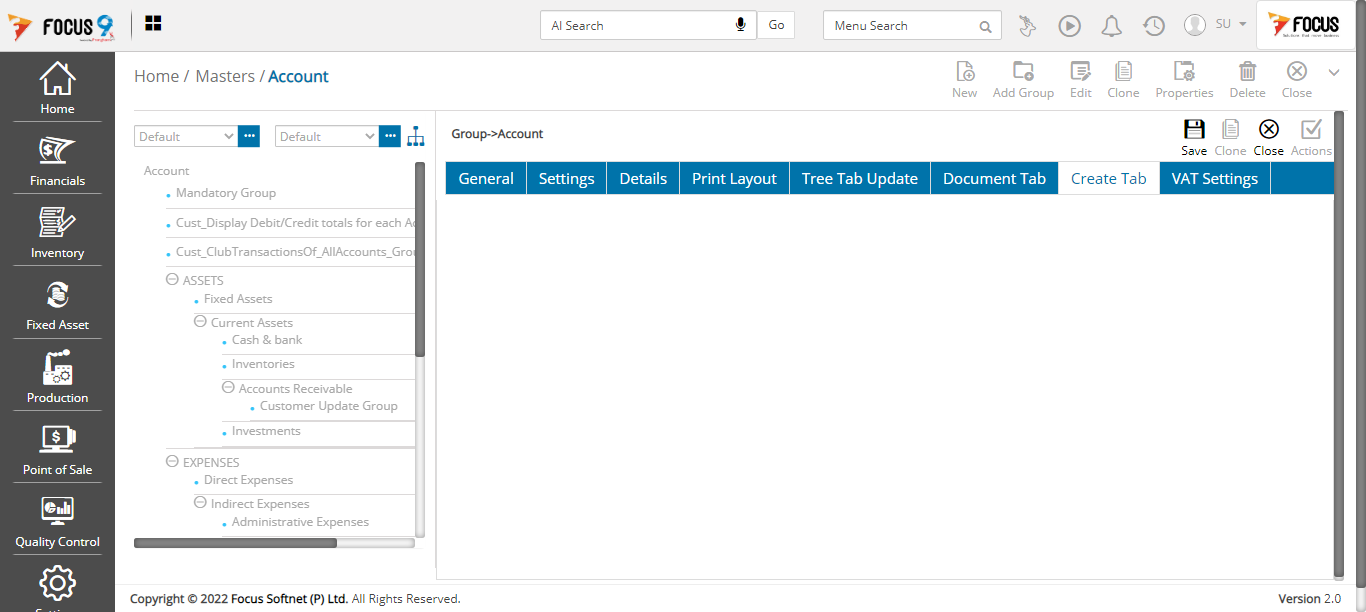 FOCUS 9
AI Search
Go
Menu Search
SU
FOCUS
Home / Masters / Account
New
Add Group
Edit
Clone
Properties
Delete
Close
Home
Financials
Inventory
Fixed Asset
Production
Point of Sale
Quality Control
Default
Default
Account
Mandatory Group
Cust_Display Debit/Credit totals for each Ac
Cust_ClubTransactionsOf_AllAccounts_Grou
ASSETS
Fixed Assets
Current Assets
Cash & bank
Inventories
Accounts Receivable
Customer Update Group
Investments
EXPENSES
Direct Expenses
Indirect Expenses
Administrative Expenses
Group->Account
Save
Clone
Close
Actions
General
Settings
Details
Print Layout
Tree Tab Update
Document Tab
Create Tab
VAT Settings
Copyright © 2022 Focus Softnet (P) Ltd. All Rights Reserved.
Version 2.0